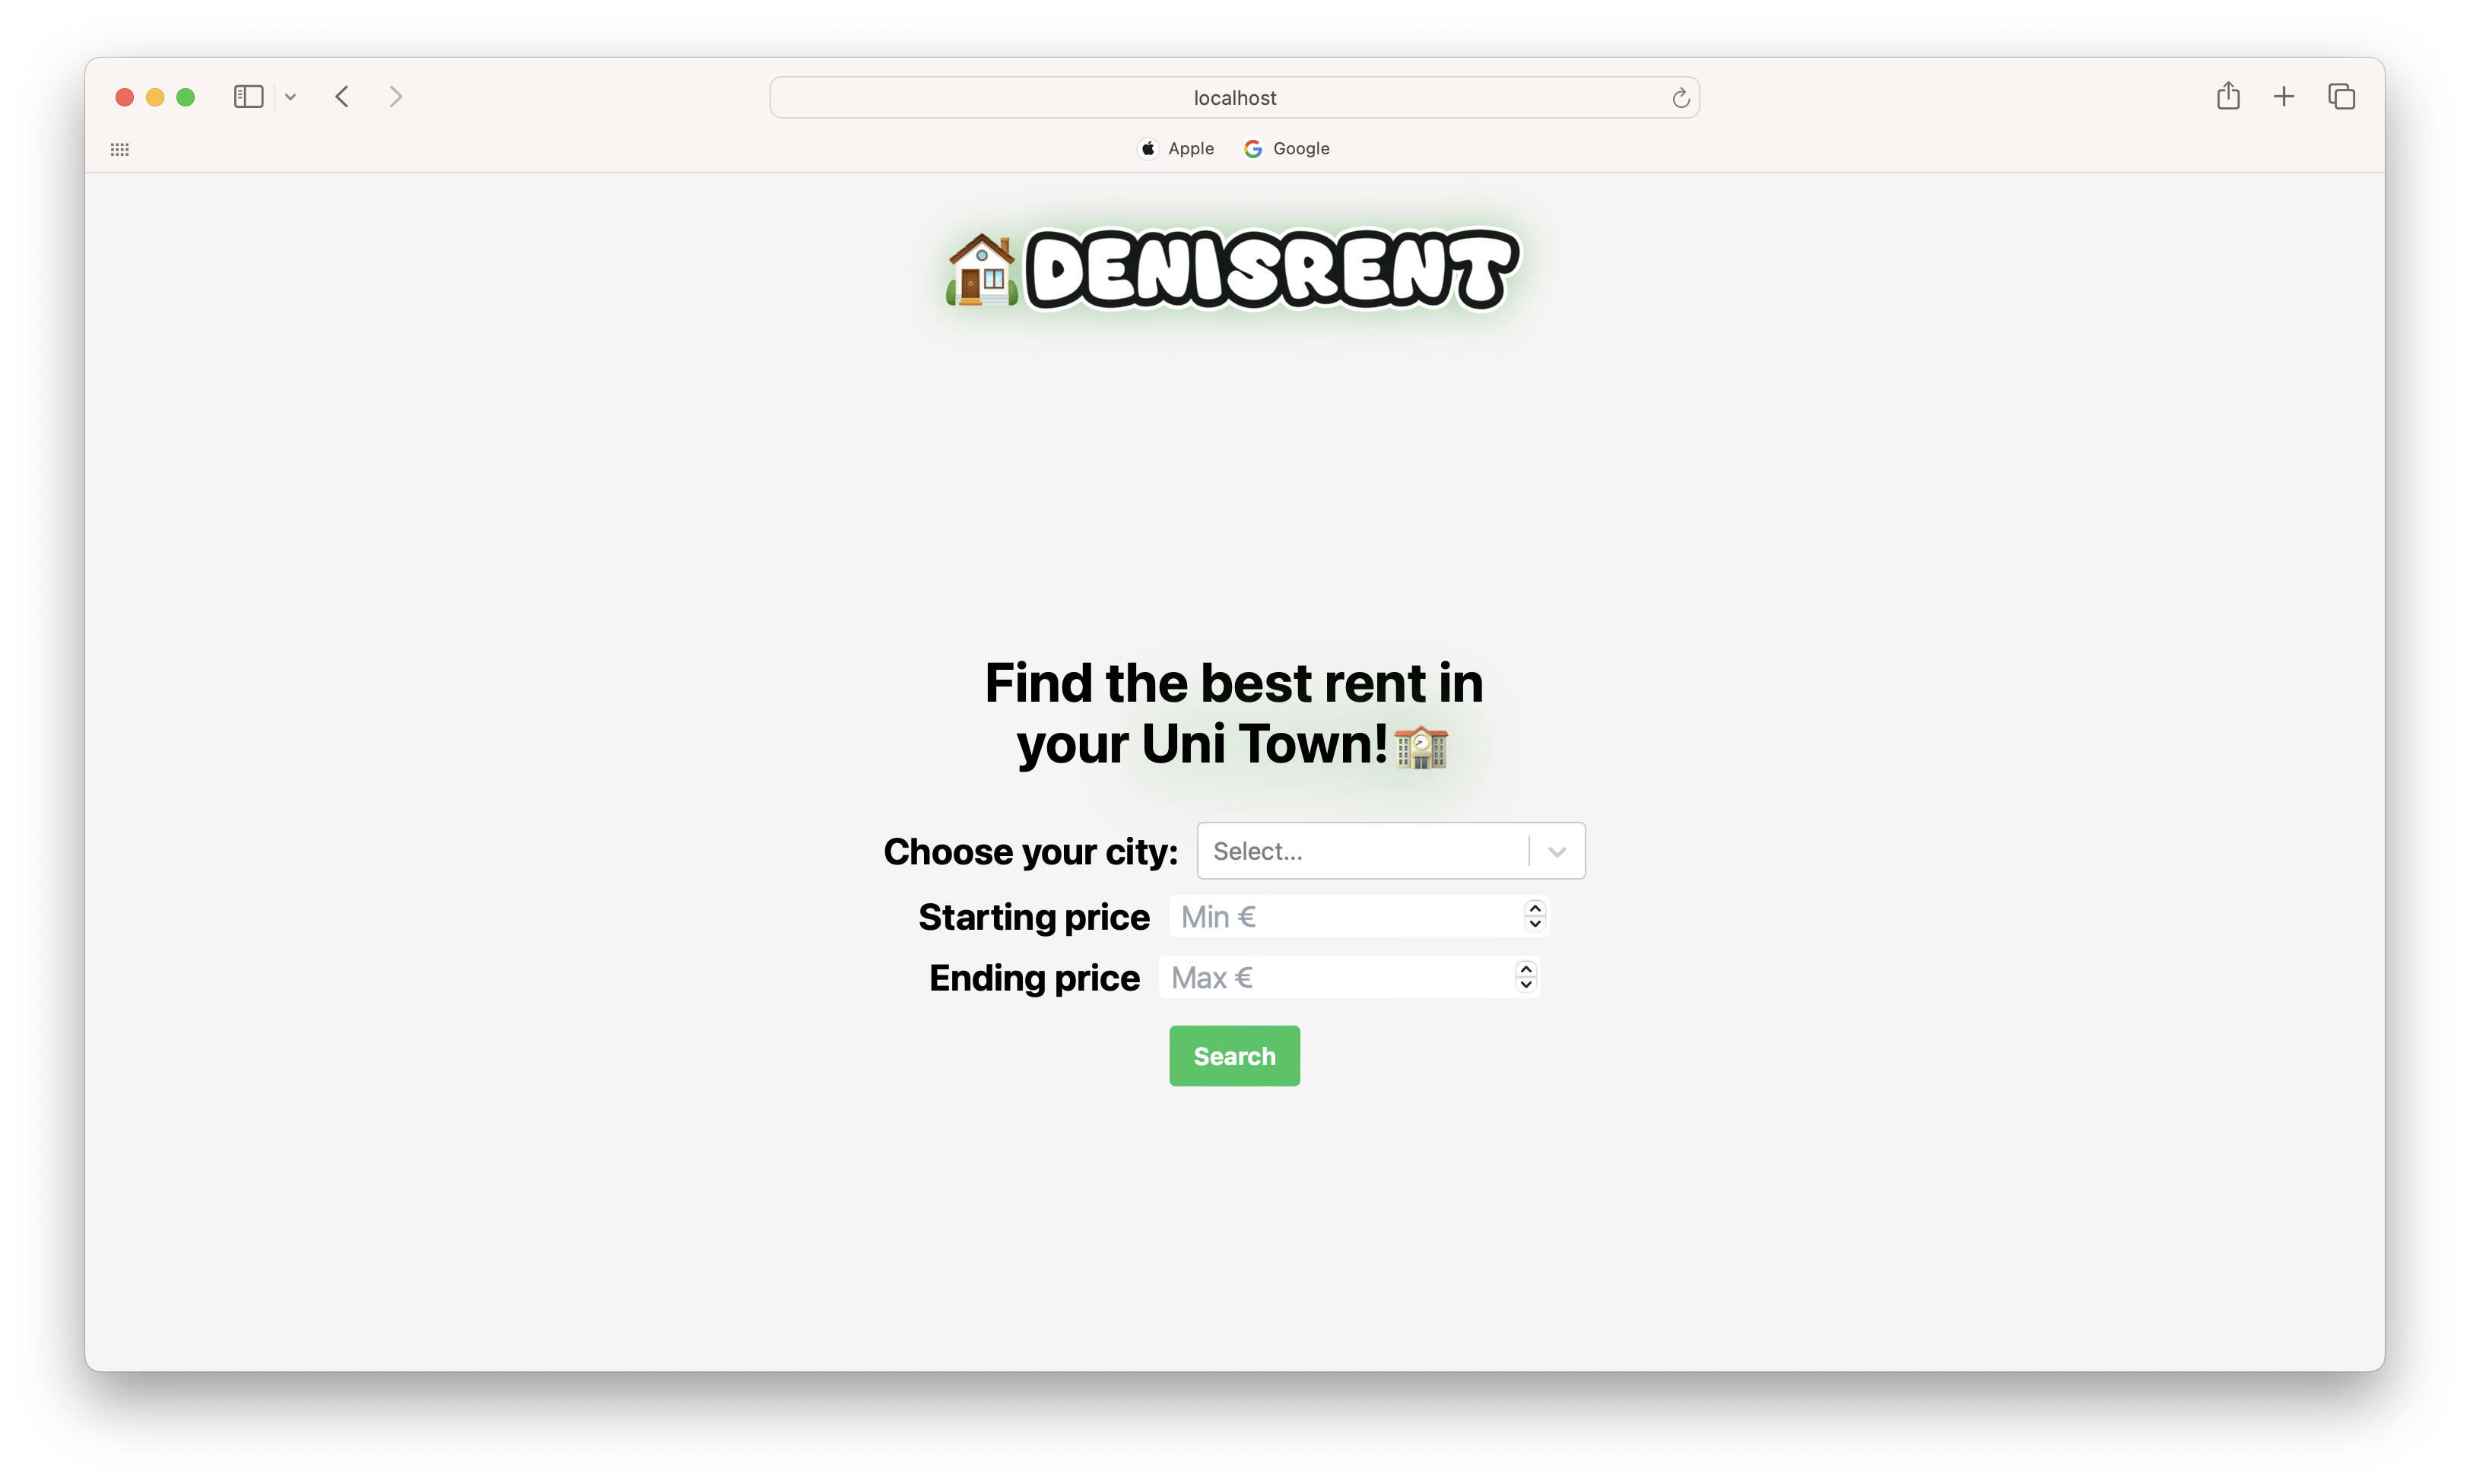 localhost
Apple Google
DENISRENT
Find the best rent in
your Uni Town!
Choose your city: Select...
Starting price Min €
Ending price Max €
Search